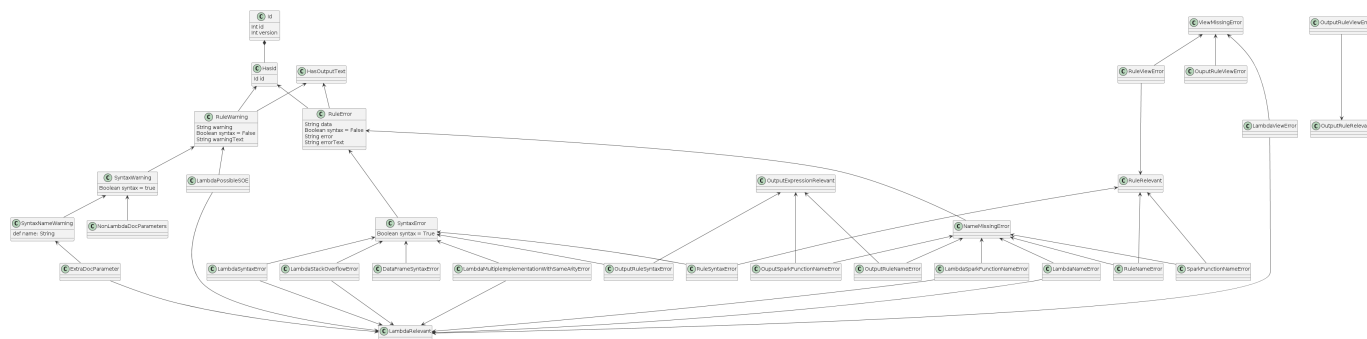 Id
Int id
Int version
ViewMissingError
OutputRuleViewErr
HasId
Id id
HasOutputText
RuleViewError
OuputRuleViewError
RuleWarning
String warning
Boolean syntax = False
String warningText
RuleError
String data
Boolean syntax = False
String error
String errorText
LambdaViewError
OutputRuleReleva
SyntaxWarning
Boolean syntax = true
LambdaPossibleSOE
OutputExpressionRelevant
RuleRelevant
SyntaxNameWarning
def name: String
NonLambdaDocParameters
SyntaxError
Boolean syntax = True
NameMissingError
ExtraDocParameter
LambdaSyntaxError
LambdaStackOverflowError
DataFrameSyntaxError
LambdaMultipleImplementationWithSameArityError
OutputRuleSyntaxError
RuleSyntaxError
OuputSparkFunctionNameError
OutputRuleNameError
LambdaSparkFunctionNameError
LambdaNameError
RuleNameError
SparkFunctionNameError
LambdaRelevant